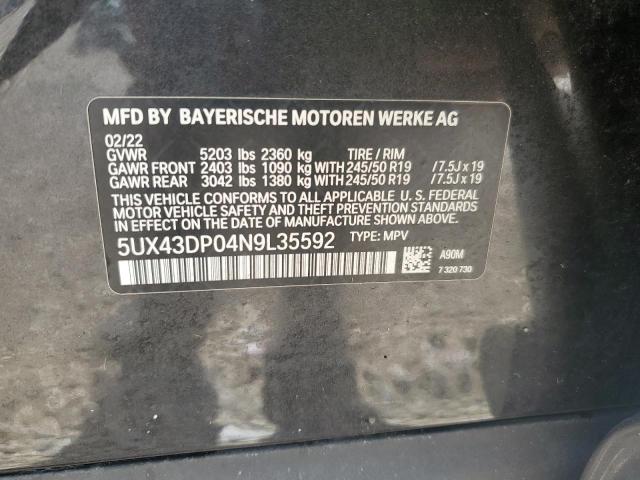 MFD BY BAYERISCHE MOTOREN WERKE AG
02/22
GVWR 5203 lbs 2360 kg TIRE / RIM
GAWR FRONT 2403 lbs 1090 kg WITH 245/50 R19 /7.5J x 19
GAWR REAR 3042 lbs 1380 kg WITH 245/50 R19 /7.5J x 19
THIS VEHICLE CONFORMS TO ALL APPLICABLE U. S. FEDERAL
MOTOR VEHICLE SAFETY AND THEFT PREVENTION STANDARDS
IN EFFECT ON THE DATE OF MANUFACTURE SHOWN ABOVE.
5UX43DP04N9L35592 TYPE: MPV
A90M
7 320 730